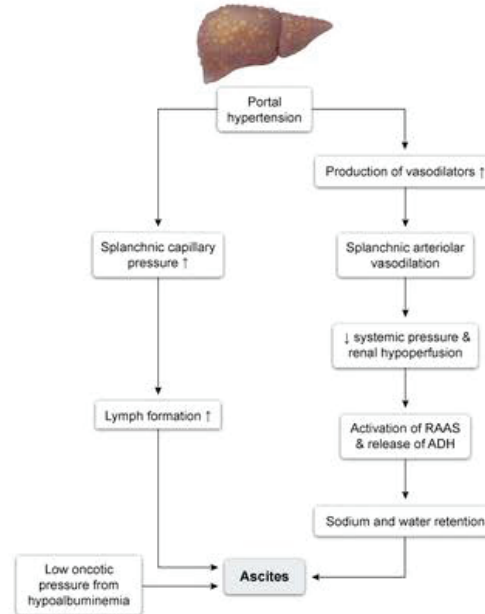 Portal
hypertension
Production of vasodilators ↑
Splanchnic capillary
pressure ↑
Splanchnic arteriolar
vasodilation
↓ systemic pressure &
renal hypoperfusion
Lymph formation ↑
Activation of RAAS
& release of ADH
Sodium and water retention
Low oncotic
pressure from
hypoalbuminemia
Ascites